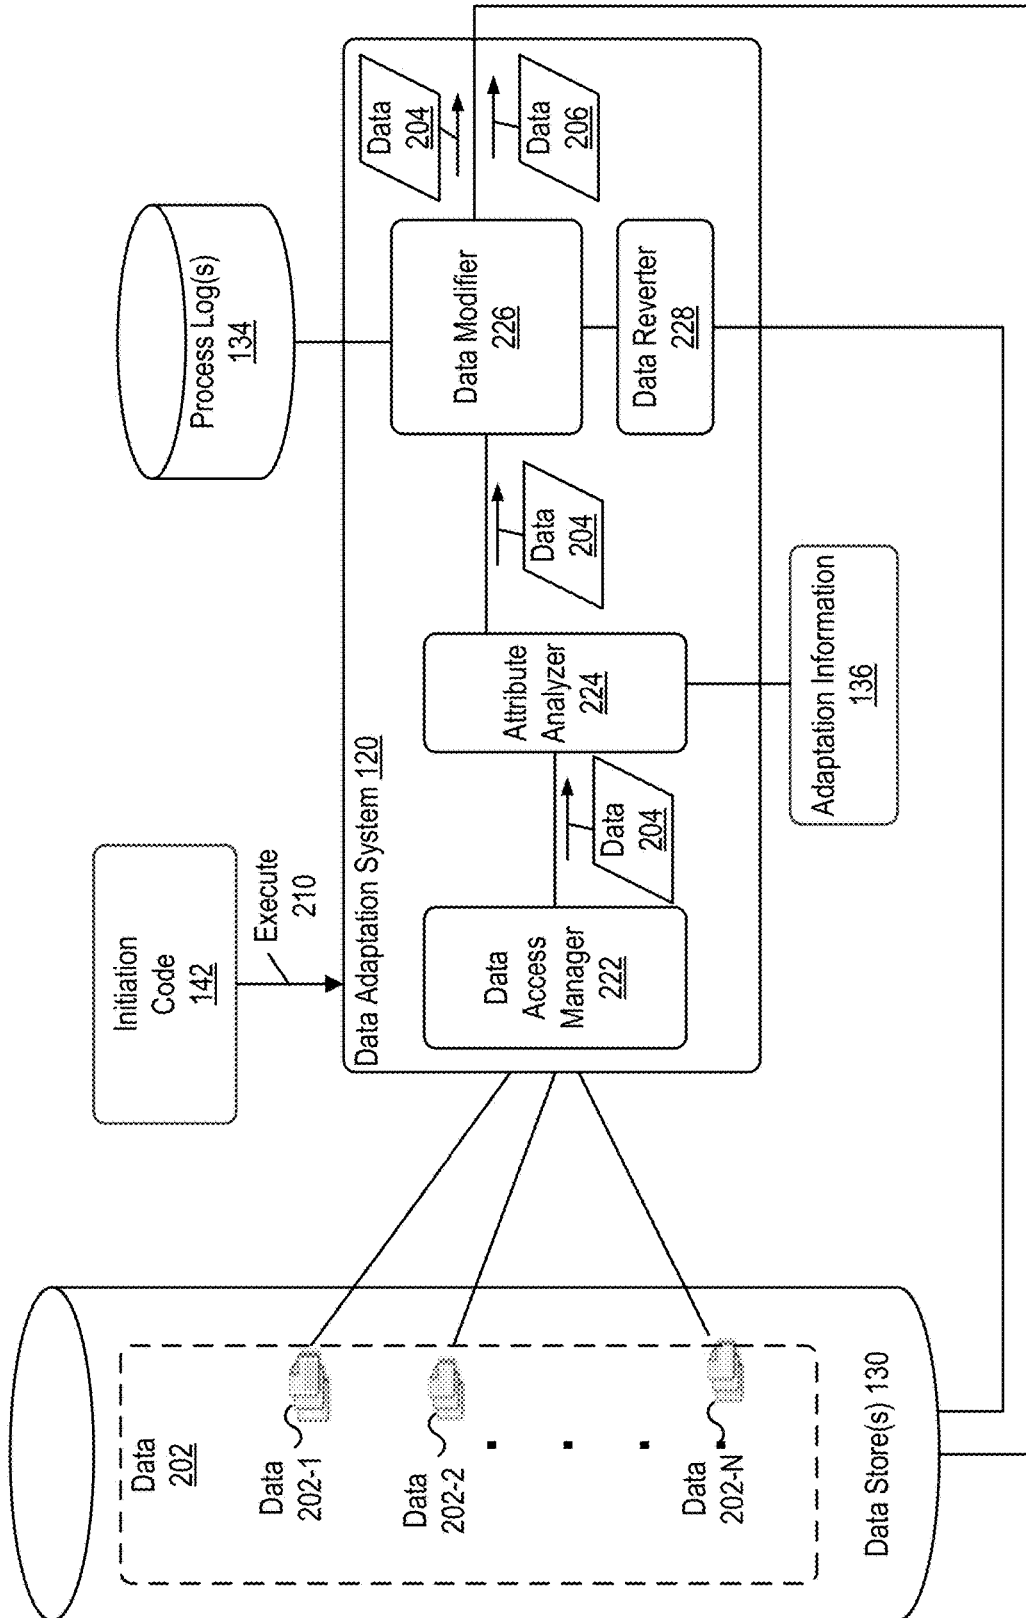 Data
202
Data
202-1
Data
202-2
Data
202-N
Data Store(s) 130
Initiation
Code
142
Execute
210
Data Adaptation System 120
Data
Access
Manager
222
Data
204
Attribute
Analyzer
224
Adaptation Information
136
Data
204
Process Log(s)
134
Data Modifier
226
Data Reverter
228
Data
204
Data
206